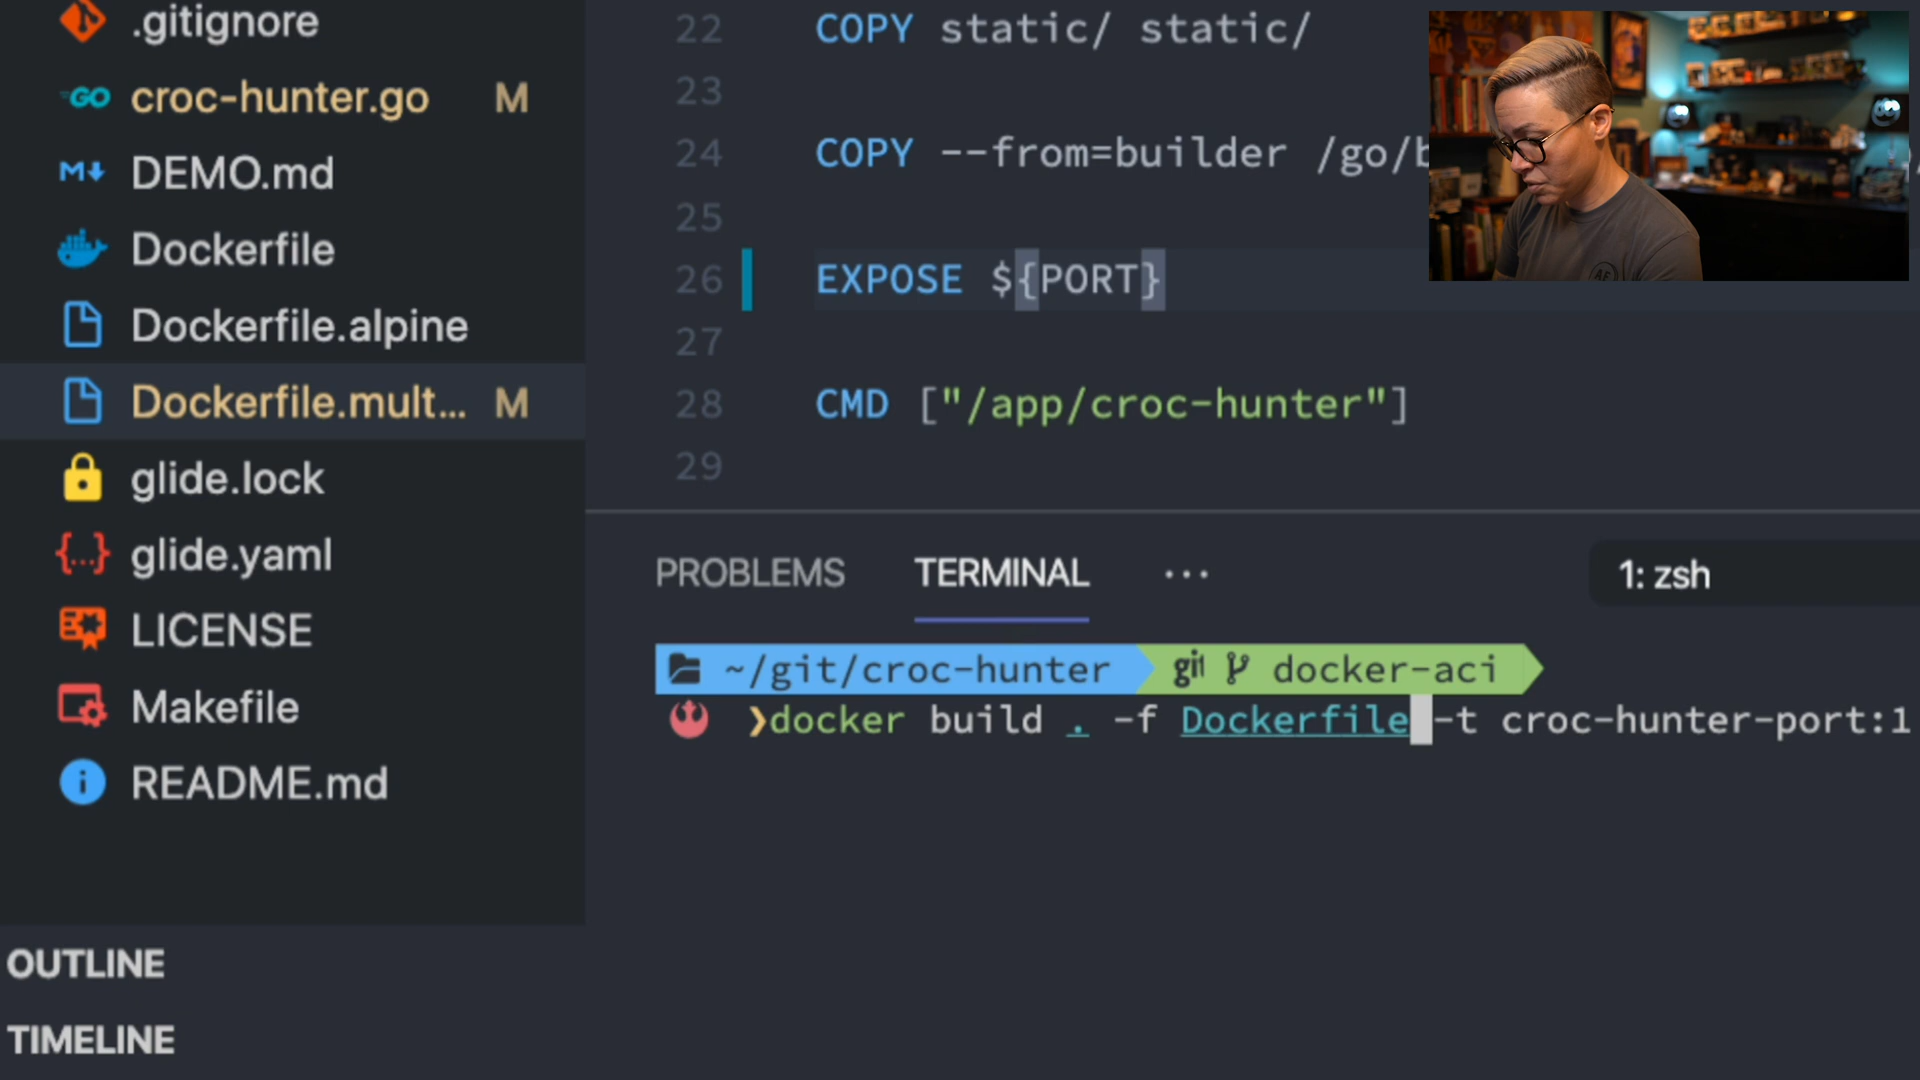 .gitignore
GO croc-hunter.go M
M DEMO.md
Dockerfile
Dockerfile.alpine
Dockerfile.mult... M
glide.lock
{...} glide.yaml
LICENSE
Makefile
i README.md
OUTLINE
TIMELINE
22 COPY static/ static/
23
24 COPY --from=builder /go/
25
26 EXPOSE ${PORT}
27
28 CMD ["/app/croc-hunter"]
29
PROBLEMS TERMINAL ... 1: zsh
~/git/croc-hunter git docker-aci
❯docker build . -f Dockerfile -t croc-hunter-port:1